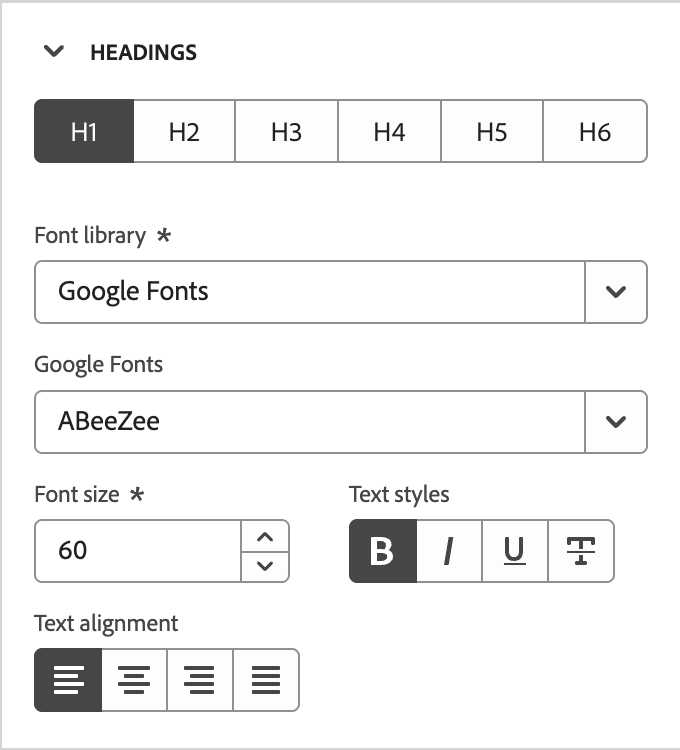 HEADINGS
H1 H2 H3 H4 H5 H6
Font library *
Google Fonts
Google Fonts
ABeeZee
Font size * Text styles
60 B I U T
Text alignment